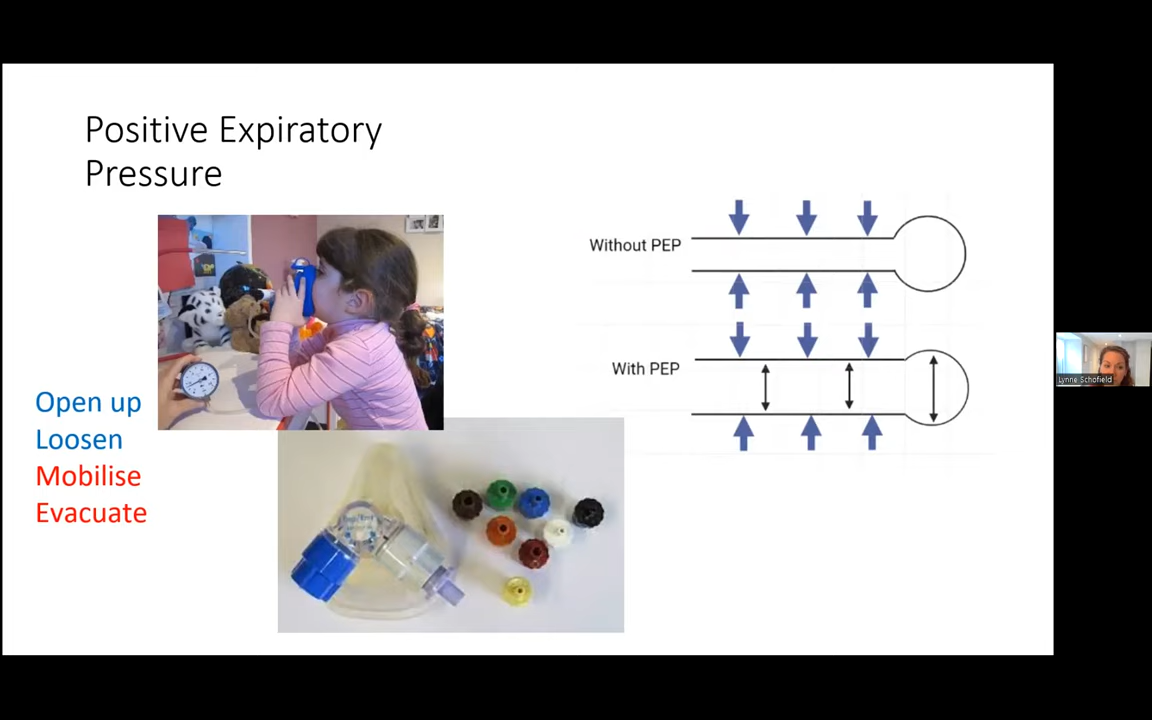 Positive Expiratory
Pressure
Without PEP
With PEP
Open up
Loosen
Mobilise
Evacuate
Lynne Schofield